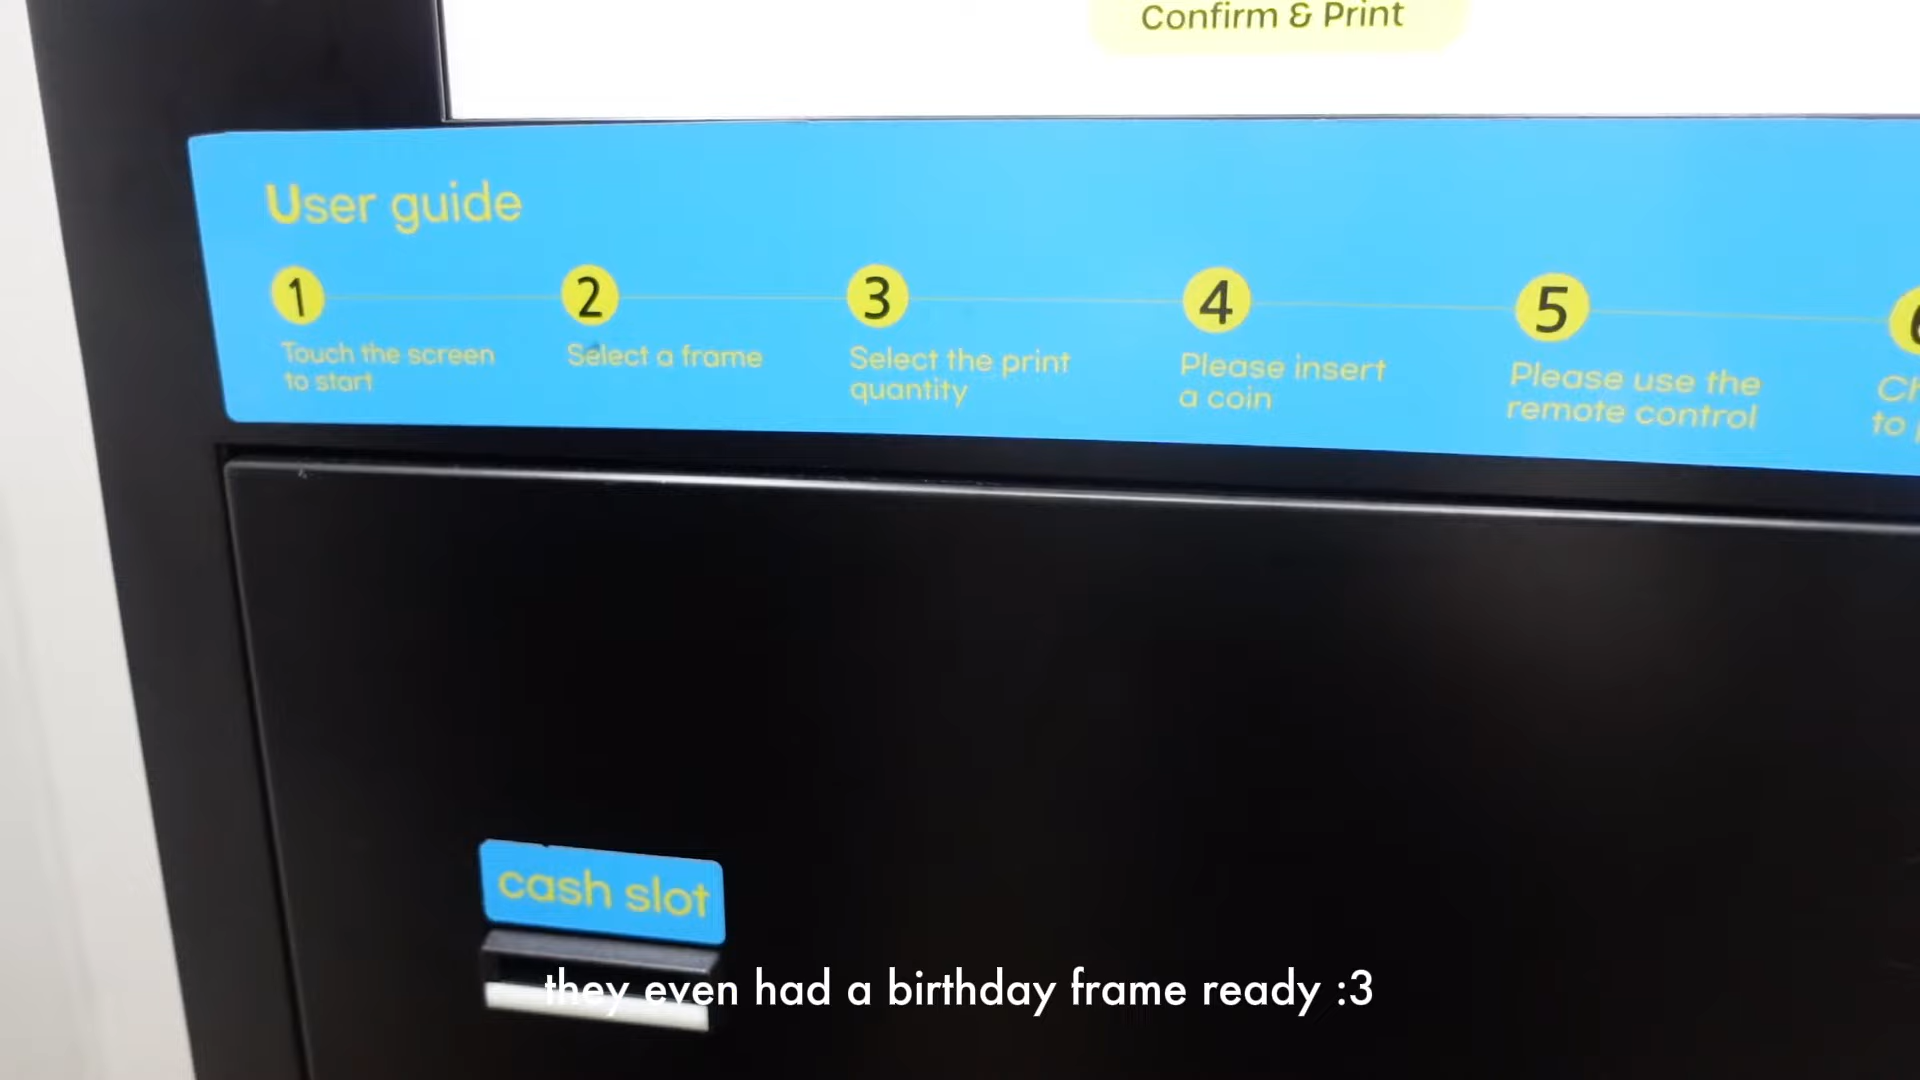 Confirm & Print
User guide
1
2
3
4
5
Touch the screen
to start
Select a frame
Select the print
quantity
Please insert
a coin
Please use the
remote control
to
cash slot
they even had a birthday frame ready :3